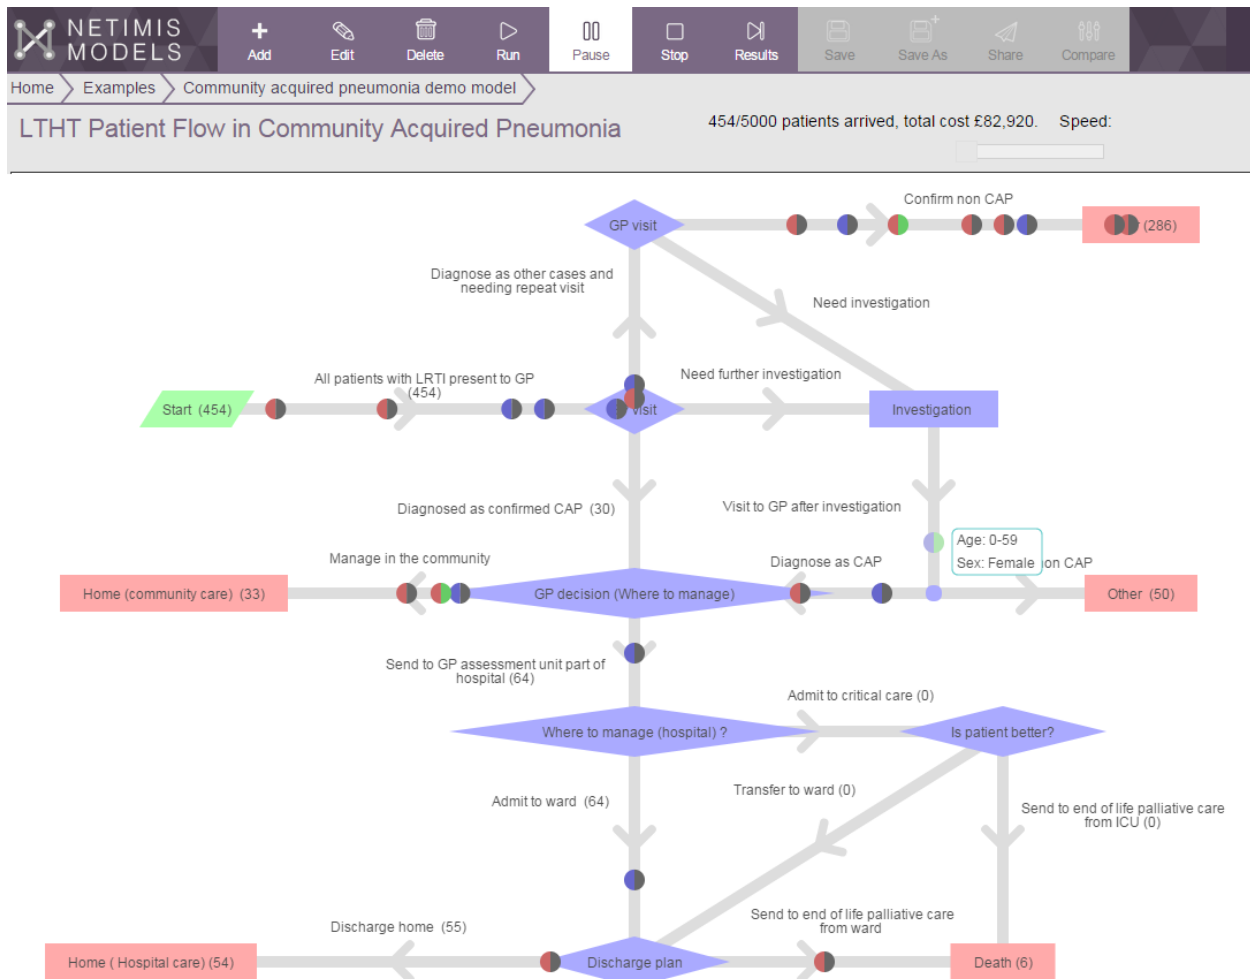 NETIMIS
MODELS
Add
Edit
Delete
Run
Pause
Stop
Results
Save
Save As
Share
Compare
Home
Examples
Community acquired pneumonia demo model
LTHT Patient Flow in Community Acquired Pneumonia
454/5000 patients arrived, total cost £82,920.
Speed:
Confirm non CAP
GP visit
(286)
Diagnose as other cases and
needing repeat visit
Need investigation
All patients with LRTI present to GP
(454)
Need further investigation
Start (454)
visit
Investigation
Diagnosed as confirmed CAP (30)
Visit to GP after investigation
Age: 0-59
Sex: Female
on CAP
Manage in the community
Diagnose as CAP
Home (community care) (33)
GP decision (Where to manage)
Other (50)
Send to GP assessment unit part of
hospital (64)
Admit to critical care (0)
Where to manage (hospital) ?
Is patient better?
Admit to ward (64)
Transfer to ward (0)
Send to end of life palliative care
from ICU (0)
Discharge home (55)
Send to end of life palliative care
from ward
Home ( Hospital care) (54)
Discharge plan
Death (6)